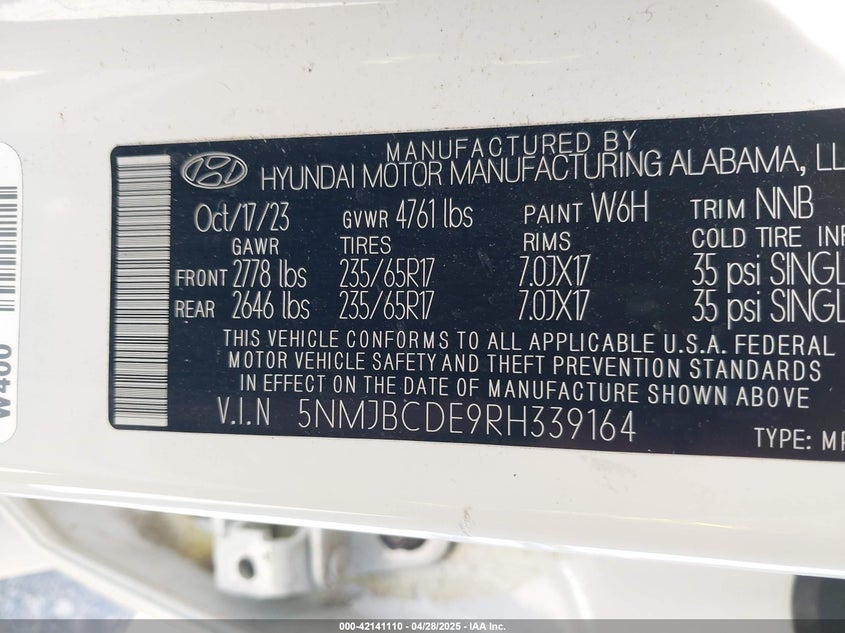 MANUFACTURED BY
HYUNDAI MOTOR MANUFACTURING ALABAMA, LL
Oct/17/23 GVWR 4761 lbs PAINT W6H TRIM NNB
GAWR TIRES RIMS COLD TIRE INF
FRONT 2778 lbs 235/65R17 7.0JX17 35 psi SINGL
REAR 2646 lbs 235/65R17 7.0JX17 35 psi SINGL
THIS VEHICLE CONFORMS TO ALL APPLICABLE U.S.A. FEDERAL
MOTOR VEHICLE SAFETY AND THEFT PREVENTION STANDARDS
IN EFFECT ON THE DATE OF MANUFACTURE SHOWN ABOVE
V.I.N 5NMJBCDE9RH339164
TYPE: MP
W400
000-42141110 - 04/28/2025 - IAA Inc.